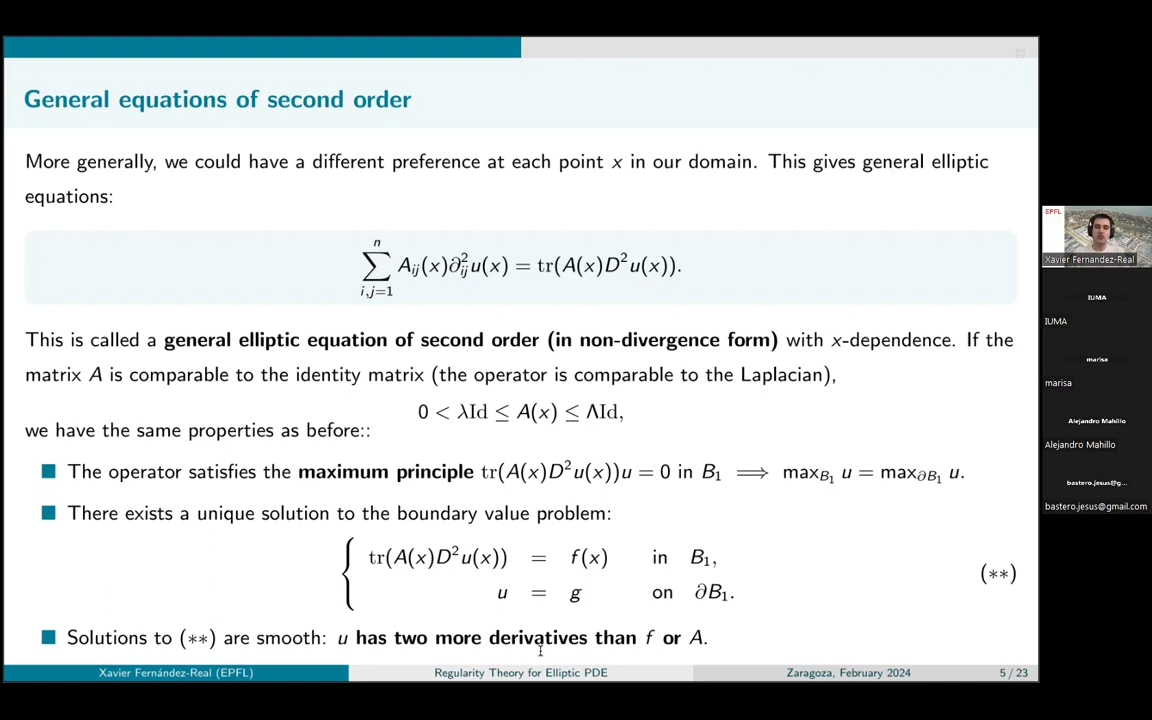 General equations of second order
More generally, we could have a different preference at each point x in our domain. This gives general elliptic
equations:
n
∑ A_{ij}(x)∂²_{ij}u(x) = tr(A(x)D²u(x)).
i,j=1
This is called a general elliptic equation of second order (in non-divergence form) with x-dependence. If the
matrix A is comparable to the identity matrix (the operator is comparable to the Laplacian),
0 < λId ≤ A(x) ≤ ΛId,
we have the same properties as before::
The operator satisfies the maximum principle tr(A(x)D²u(x))u = 0 in B₁ ⟹ max_{B₁} u = max_{∂B₁} u.
There exists a unique solution to the boundary value problem:
tr(A(x)D²u(x)) = f(x) in B₁,
(∗∗)
u = g on ∂B₁.
Solutions to (∗∗) are smooth: u has two more derivatives than f or A.
Xavier Fernández-Real (EPFL) Regularity Theory for Elliptic PDE Zaragoza, February 2024 5 / 23
EPFL
Xavier Fernandez-Real
IUMA
IUMA
marisa
marisa
Alejandro Mahillo
Alejandro Mahillo
bastero.jesus@g...
bastero.jesus@gmail.com